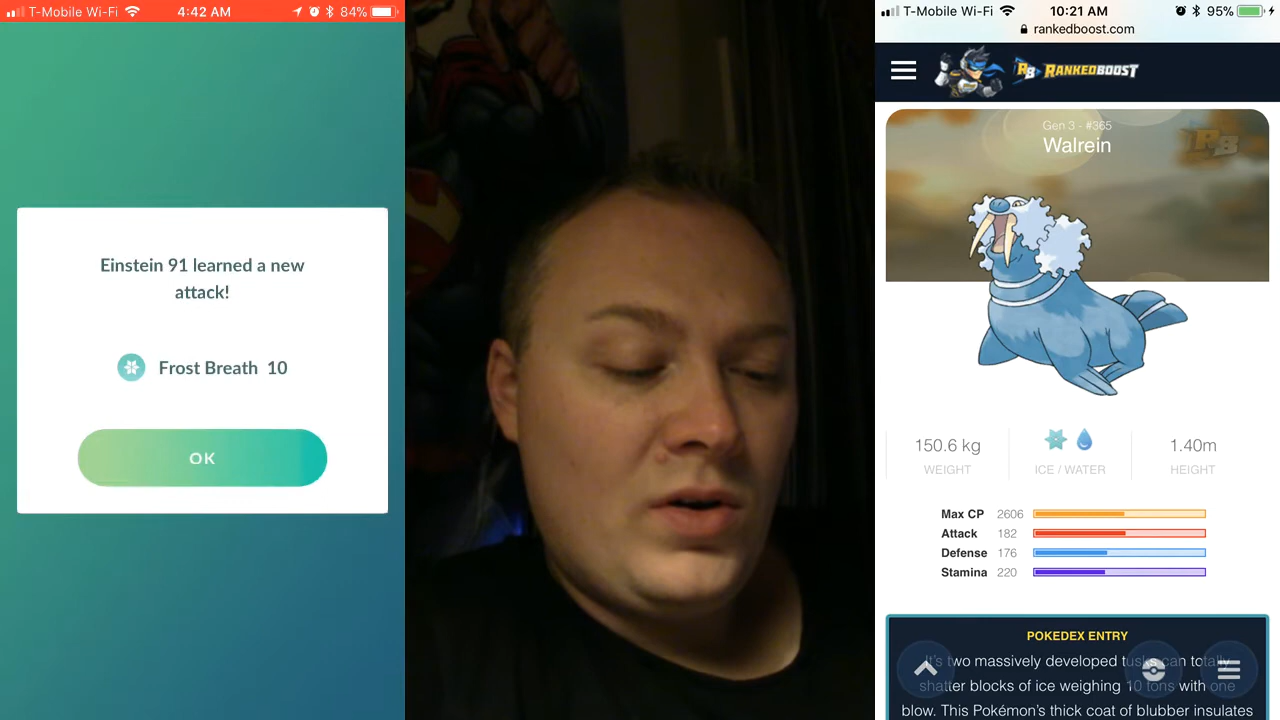 T-Mobile Wi-Fi 4:42 AM 84%
Einstein 91 learned a new
attack!
Frost Breath 10
OK
T-Mobile Wi-Fi 10:21 AM 95%
rankedboost.com
RB RANKEDBOOST
Gen 3 - #365
Walrein
RB
150.6 kg
WEIGHT
ICE / WATER
1.40m
HEIGHT
Max CP 2606
Attack 182
Defense 176
Stamina 220
POKEDEX ENTRY
It's two massively developed tusks can totally
shatter blocks of ice weighing 10 tons with one
blow. This Pokémon's thick coat of blubber insulates